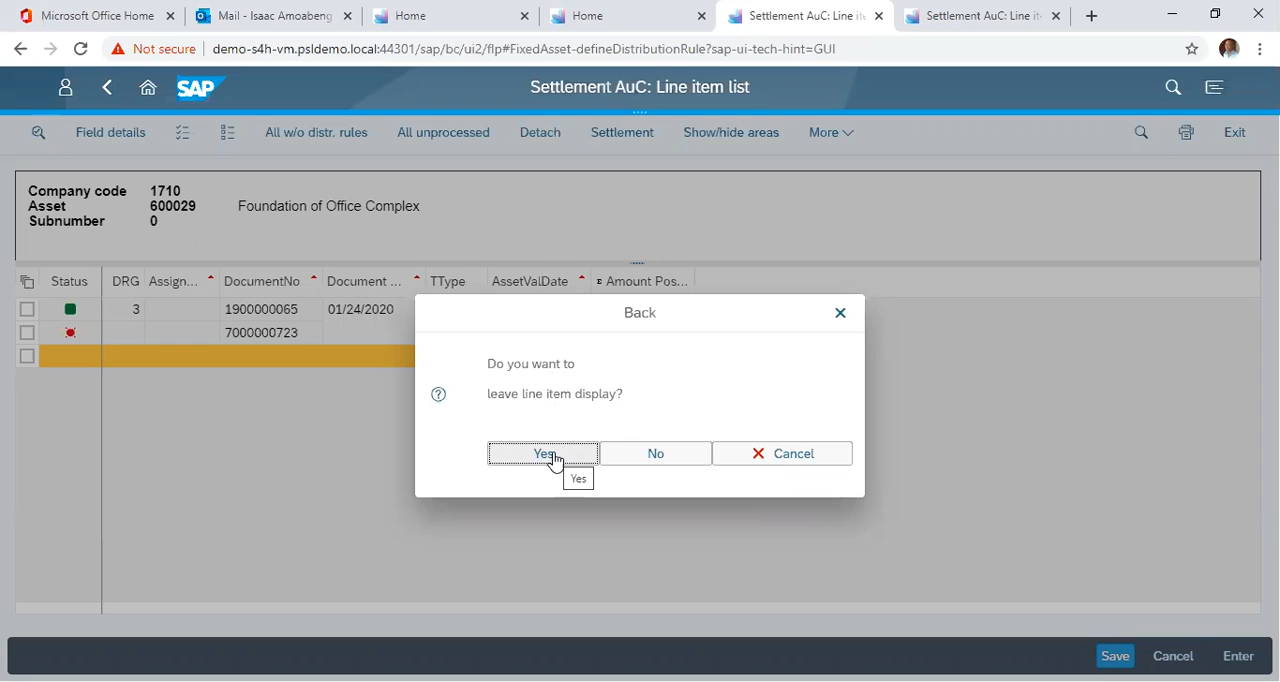 Microsoft Office Home
Mail - Isaac Amoabeng
Home
Home
Settlement AuC: Line it
Settlement AuC: Line it
Not secure
demo-s4h-vm.psldemo.local:44301/sap/bc/ui2/flp#FixedAsset-defineDistributionRule?sap-ui-tech-hint=GUI
SAP
Settlement AuC: Line item list
Field details
All w/o distr. rules
All unprocessed
Detach
Settlement
Show/hide areas
More
Exit
Company code 1710
Asset 600029 Foundation of Office Complex
Subnumber 0
Status DRG Assign... DocumentNo Document ... TType AssetValDate Σ Amount Pos...
3 1900000065 01/24/2020
7000000723
Back
Do you want to
leave line item display?
Yes
No
Cancel
Yes
Save
Cancel
Enter